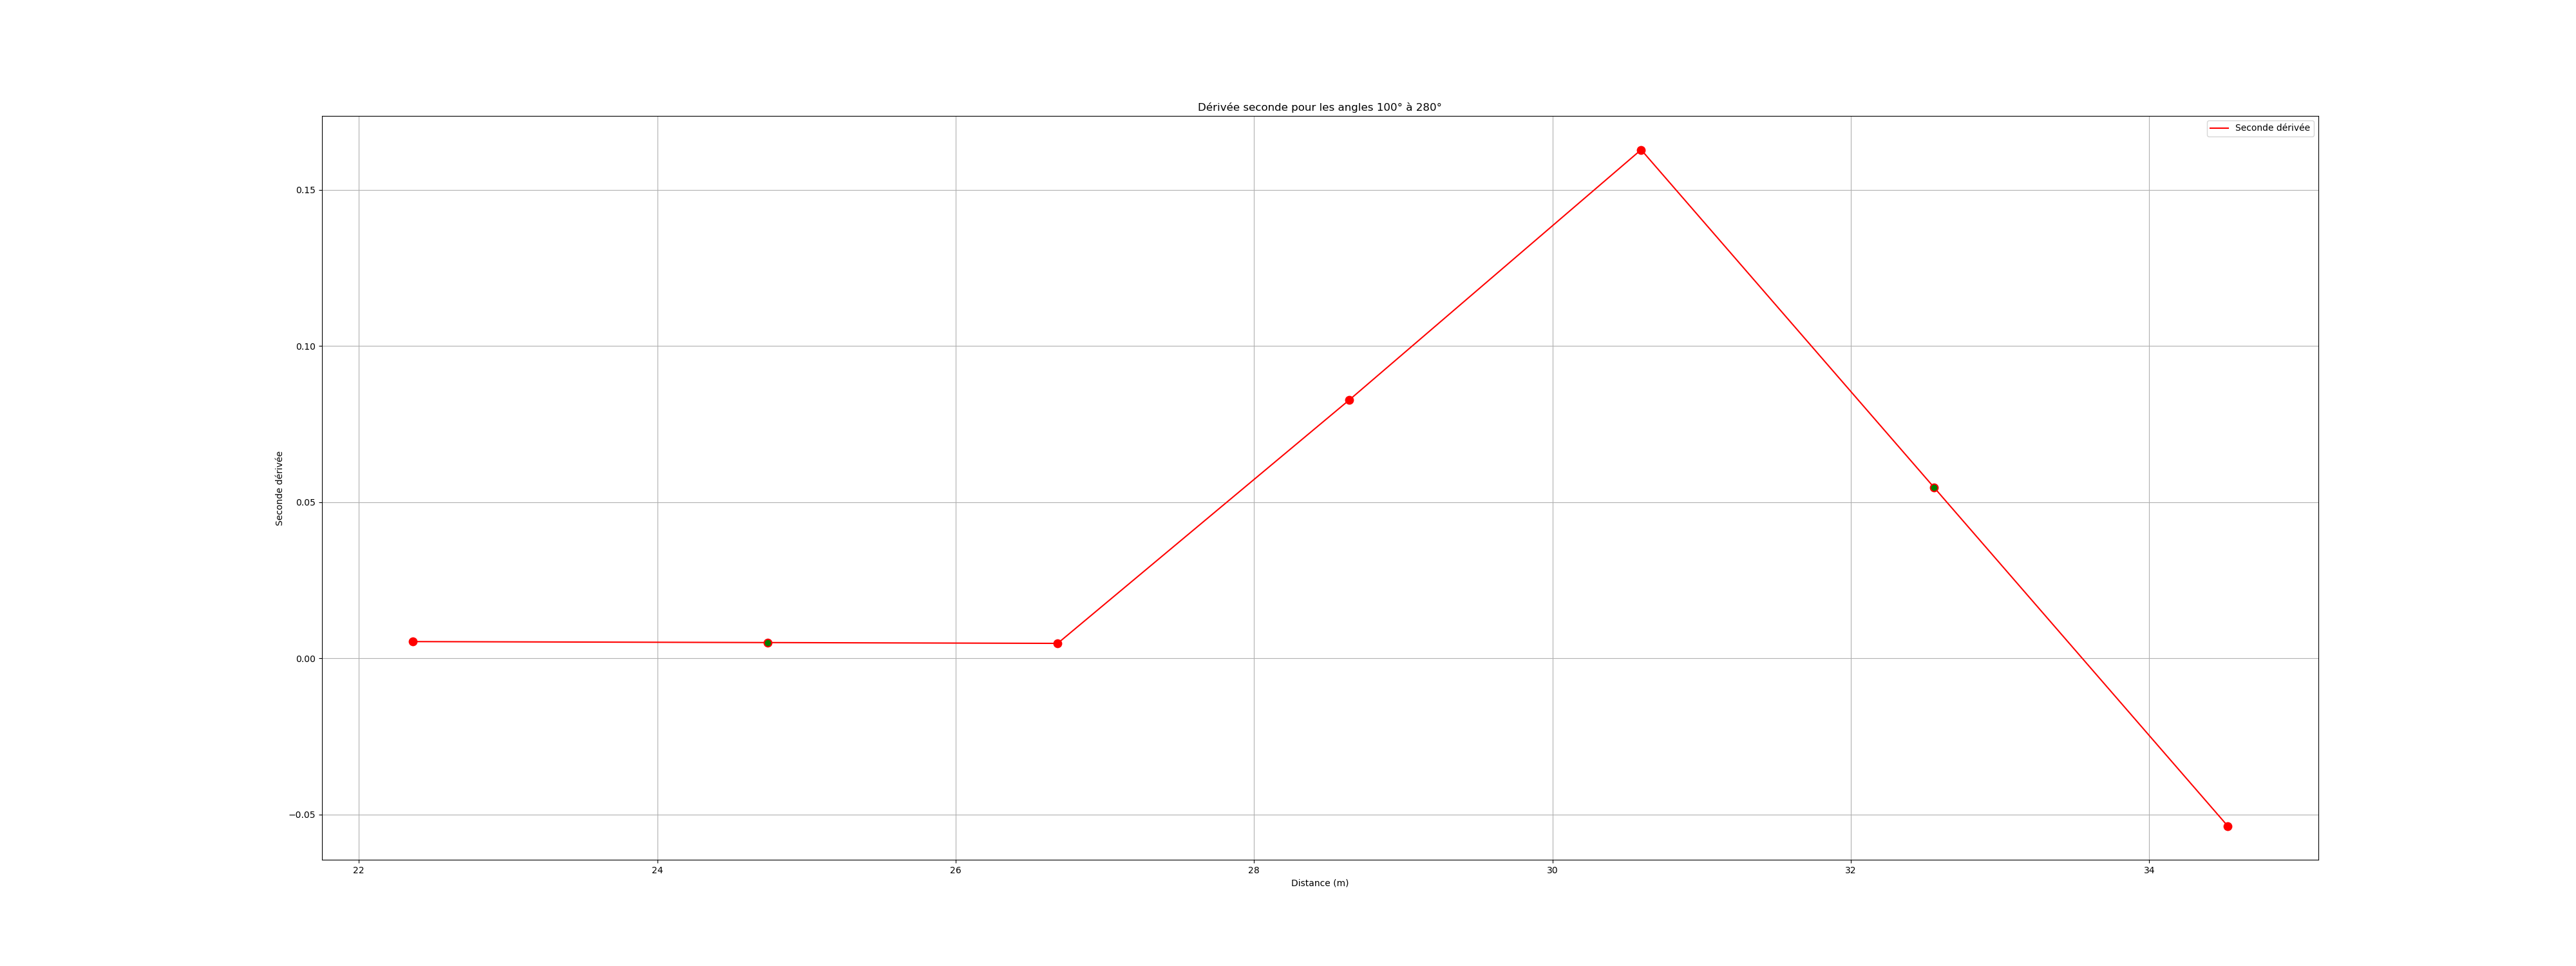 Dérivée seconde pour les angles 100° à 280°
Seconde dérivée
0.15
0.10
0.05
0.00
−0.05
Seconde dérivée
22 24 26 28 30 32 34
Distance (m)